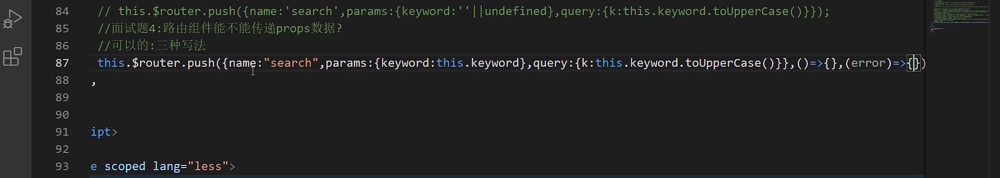 84 // this.$router.push({name:'search',params:{keyword:''||undefined},query:{k:this.keyword.toUpperCase()}});
85 //面试题4:路由组件能不能传递props数据?
86 //可以的:三种写法
87 this.$router.push({name:"search",params:{keyword:this.keyword},query:{k:this.keyword.toUpperCase()}},()=>{},(error)=>{})
88 ,
89
90
91 ipt>
92
93 e scoped lang="less">